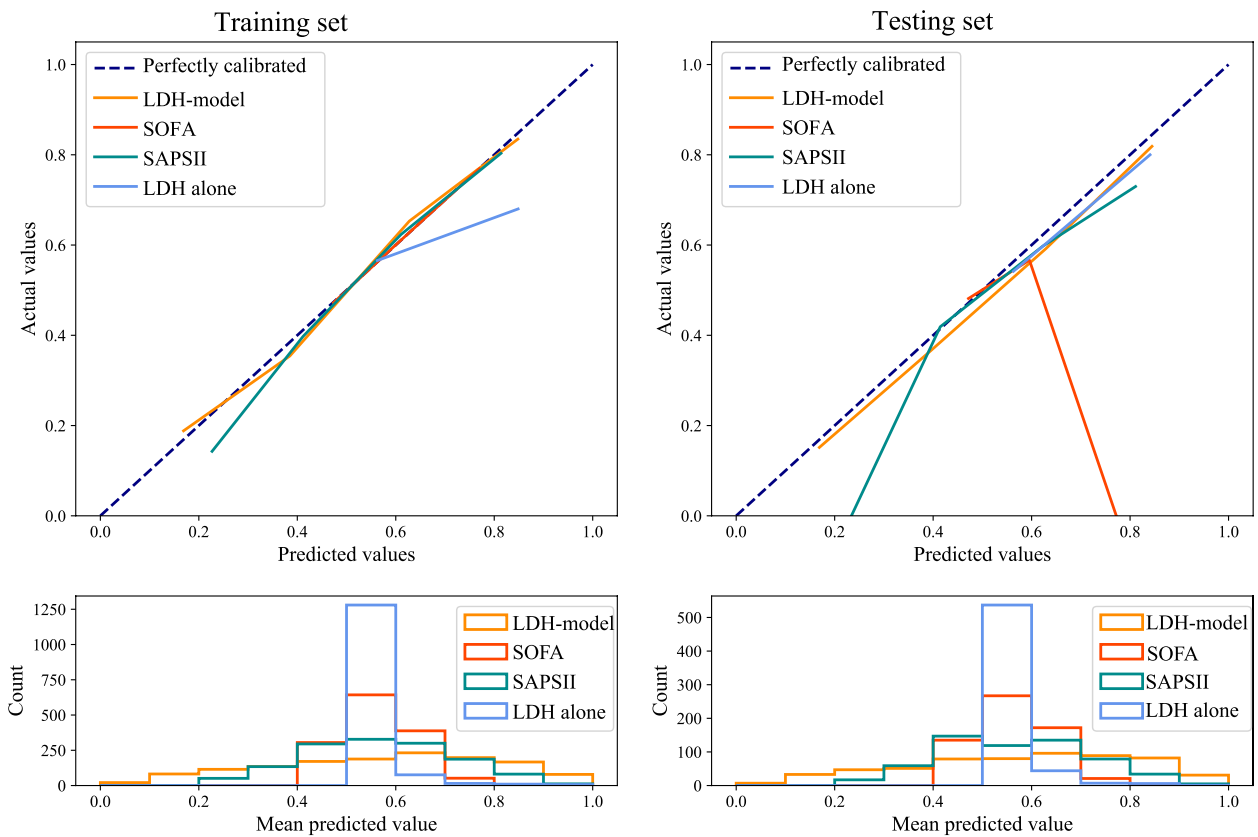 Training set
Perfectly calibrated
LDH-model
SOFA
SAPSII
LDH alone
Actual values
1.0
0.8
0.6
0.4
0.2
0.0
0.0 0.2 0.4 0.6 0.8 1.0
Predicted values
Testing set
Perfectly calibrated
LDH-model
SOFA
SAPSII
LDH alone
Actual values
1.0
0.8
0.6
0.4
0.2
0.0
0.0 0.2 0.4 0.6 0.8 1.0
Predicted values
LDH-model
SOFA
SAPSII
LDH alone
Count
1250
1000
750
500
250
0
0.0 0.2 0.4 0.6 0.8 1.0
Mean predicted value
LDH-model
SOFA
SAPSII
LDH alone
Count
500
400
300
200
100
0
0.0 0.2 0.4 0.6 0.8 1.0
Mean predicted value